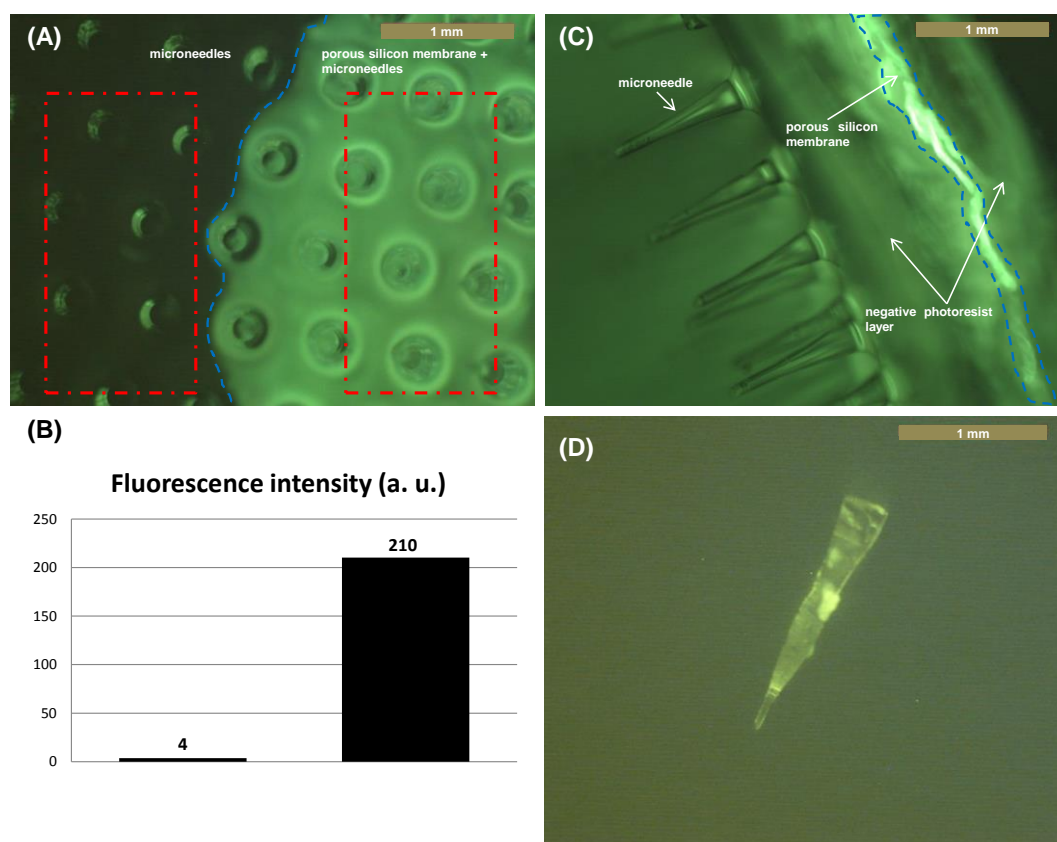 (A)
1 mm
microneedles
porous silicon membrane +
microneedles
(B)
Fluorescence intensity (a. u.)
250
200
150
100
50
0
4
210
(C)
1 mm
microneedle
porous silicon
membrane
negative photoresist
layer
(D)
1 mm